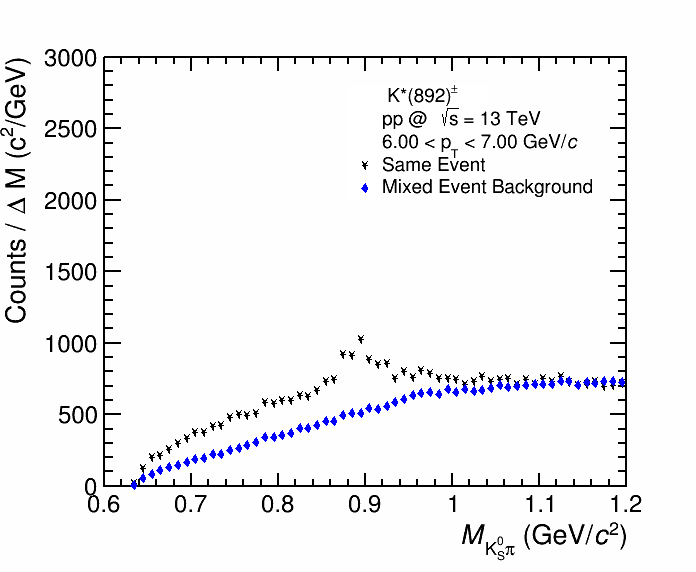 3000
2500
2000
1500
1000
500
0
Counts / Δ M (c²/GeV)
K*(892)±
pp @ √s = 13 TeV
6.00 < p_T < 7.00 GeV/c
Same Event
Mixed Event Background
0.6 0.7 0.8 0.9 1 1.1 1.2
M_K⁰_Sπ (GeV/c²)